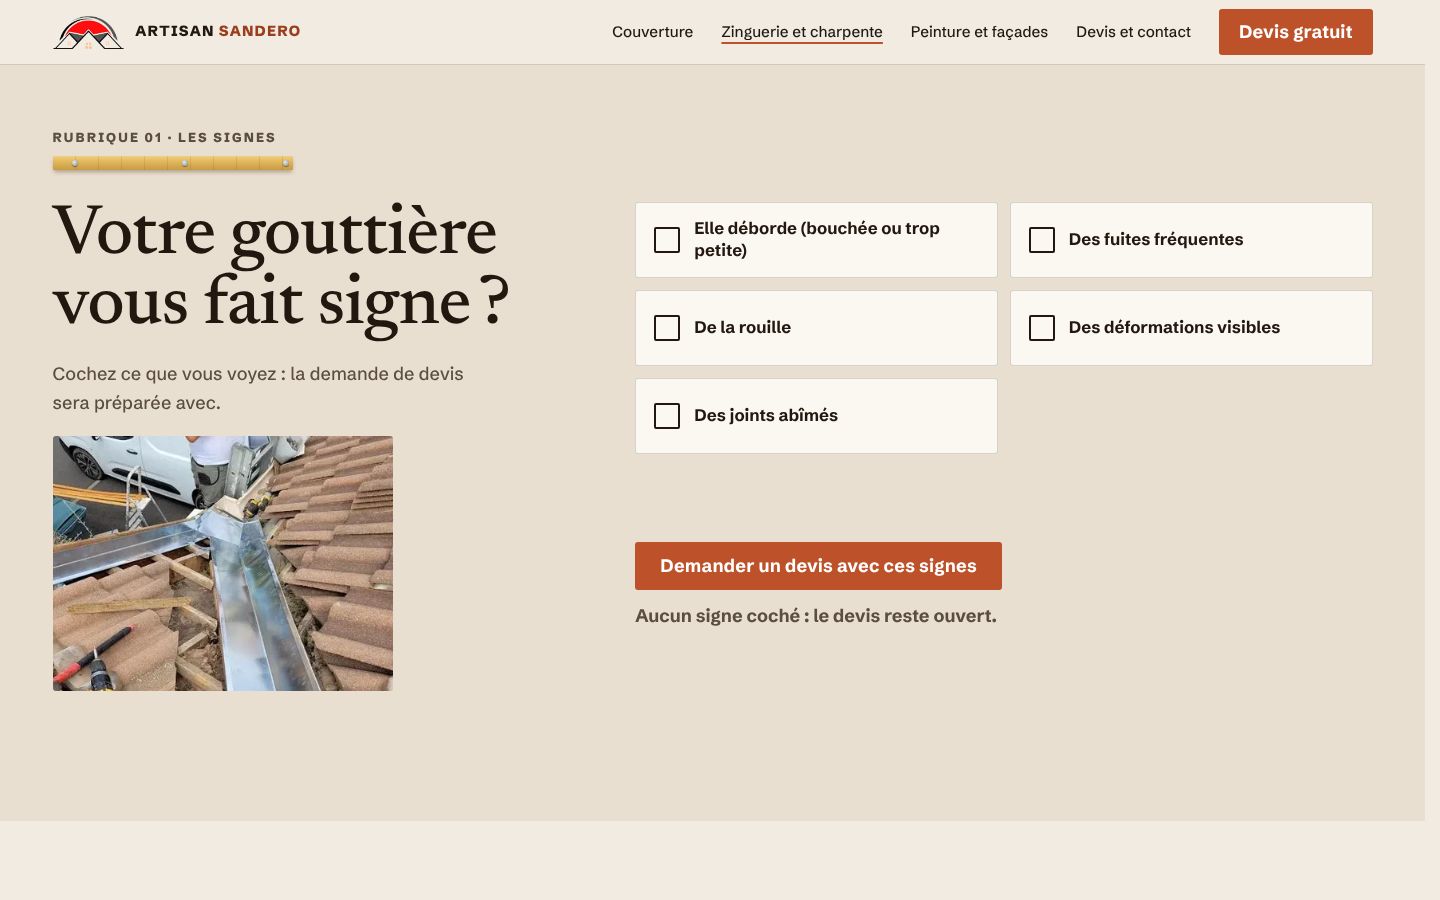 ARTISAN SANDERO
Couverture
Zinguerie et charpente
Peinture et façades
Devis et contact
Devis gratuit
RUBRIQUE 01 · LES SIGNES
Votre gouttière
vous fait signe ?
Cochez ce que vous voyez : la demande de devis
sera préparée avec.
Elle déborde (bouchée ou trop
petite)
Des fuites fréquentes
De la rouille
Des déformations visibles
Des joints abîmés
Demander un devis avec ces signes
Aucun signe coché : le devis reste ouvert.